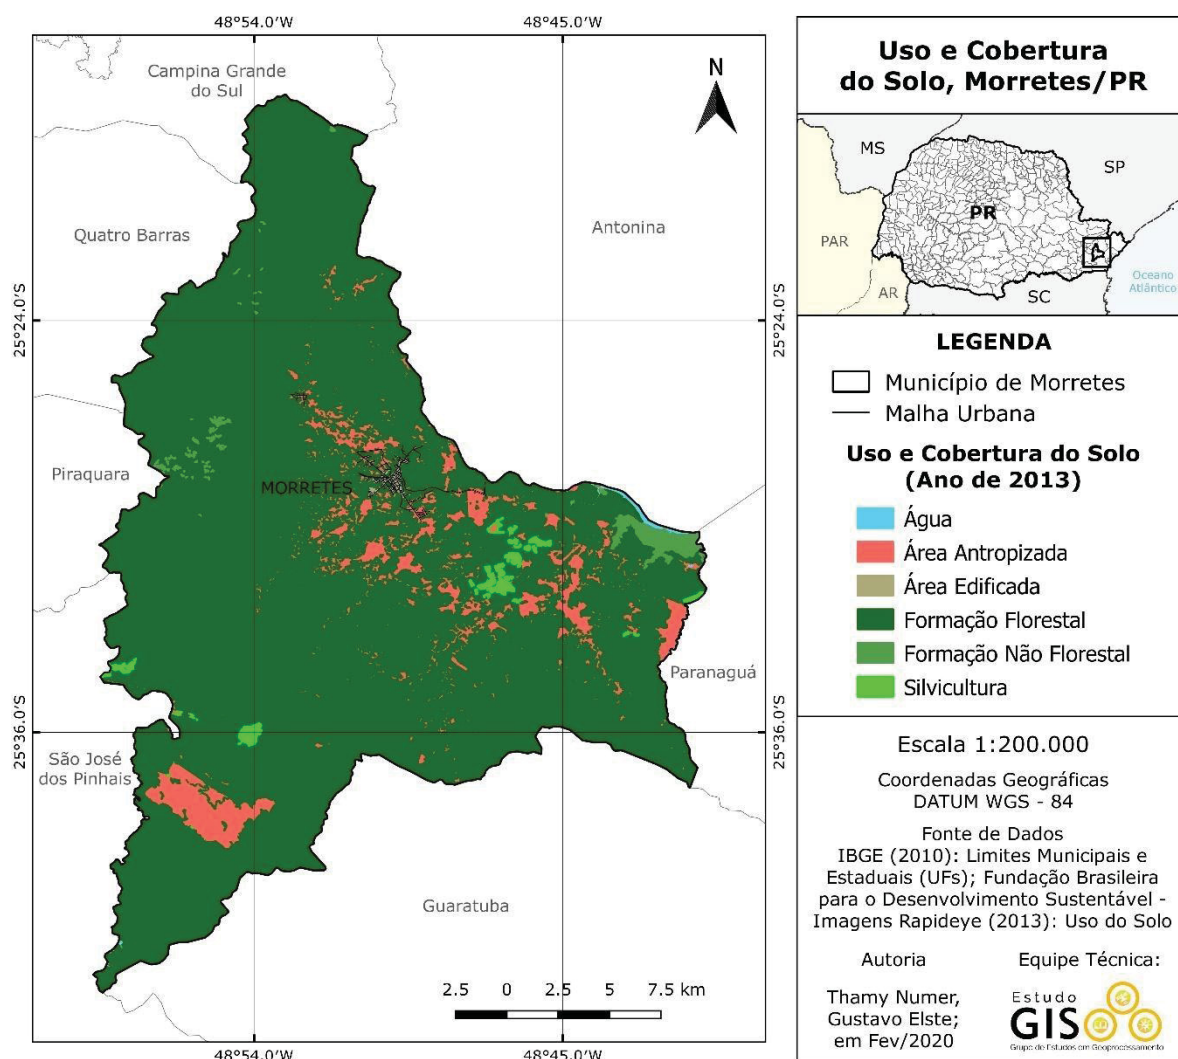 48°54.0'W
48°45.0'W
Campina Grande
do Sul
N
Quatro Barras
Antonina
25°24.0'S
25°24.0'S
Piraquara
MORRETES
Paranaguá
25°36.0'S
25°36.0'S
São José
dos Pinhais
Guaratuba
2.5 0 2.5 5 7.5 km
48°54.0'W
48°45.0'W
Uso e Cobertura
do Solo, Morretes/PR
MS
SP
PR
PAR
AR
SC
Oceano
Atlântico
LEGENDA
Município de Morretes
Malha Urbana
Uso e Cobertura do Solo
(Ano de 2013)
Água
Área Antropizada
Área Edificada
Formação Florestal
Formação Não Florestal
Silvicultura
Escala 1:200.000
Coordenadas Geográficas
DATUM WGS - 84
Fonte de Dados
IBGE (2010): Limites Municipais e
Estaduais (UFs); Fundação Brasileira
para o Desenvolvimento Sustentável -
Imagens Rapideye (2013): Uso do Solo
Autoria
Thamy Numer,
Gustavo Elste;
em Fev/2020
Equipe Técnica:
Estudo
GIS
Grupo de Estudos em Geoprocessamento